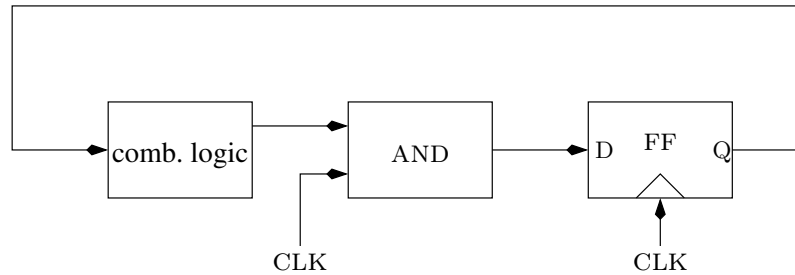 comb. logic
AND
D
FF
Q
CLK
CLK